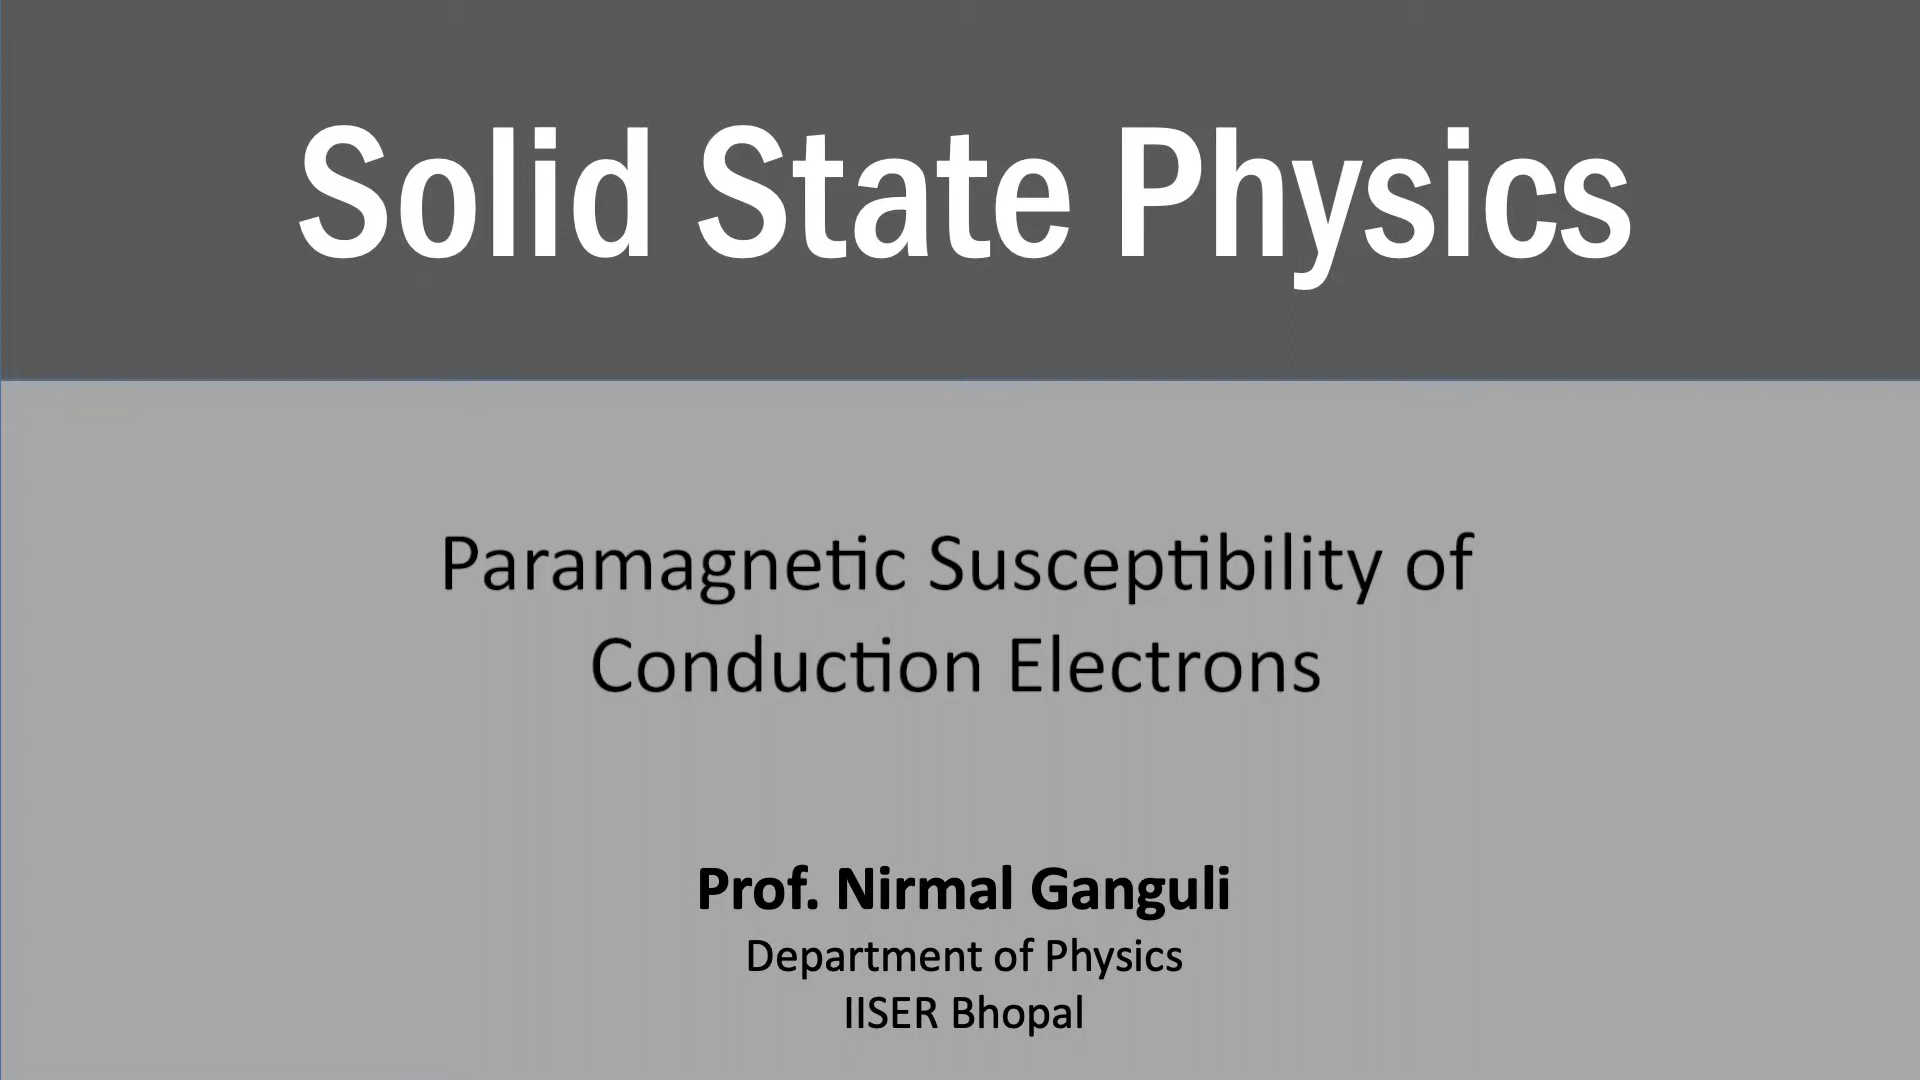 Solid State Physics
Paramagnetic Susceptibility of
Conduction Electrons
Prof. Nirmal Ganguli
Department of Physics
IISER Bhopal